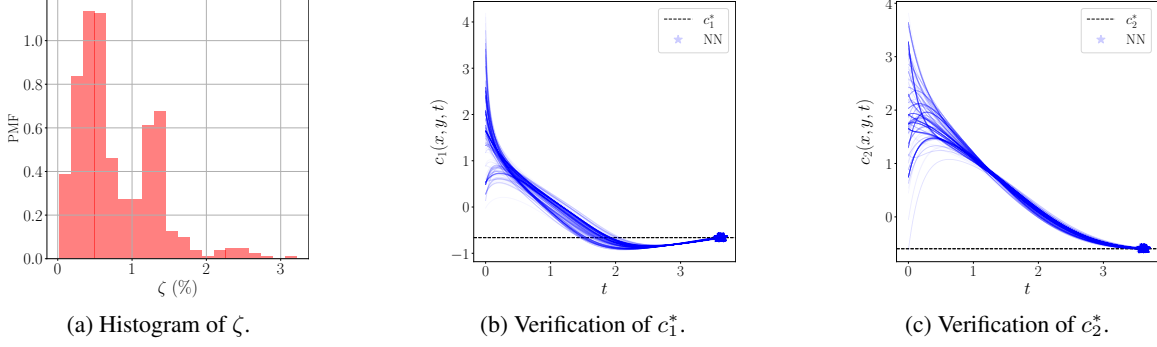 PMF
1.0
0.8
0.6
0.4
0.2
0.0
0 1 2 3
ζ (%)
(a) Histogram of ζ.
c₁(x, y, t)
4
3
2
1
0
−1
0 1 2 3
t
c₁*
NN
(b) Verification of c₁*.
c₂(x, y, t)
4
3
2
1
0
0 1 2 3
t
c₂*
NN
(c) Verification of c₂*.